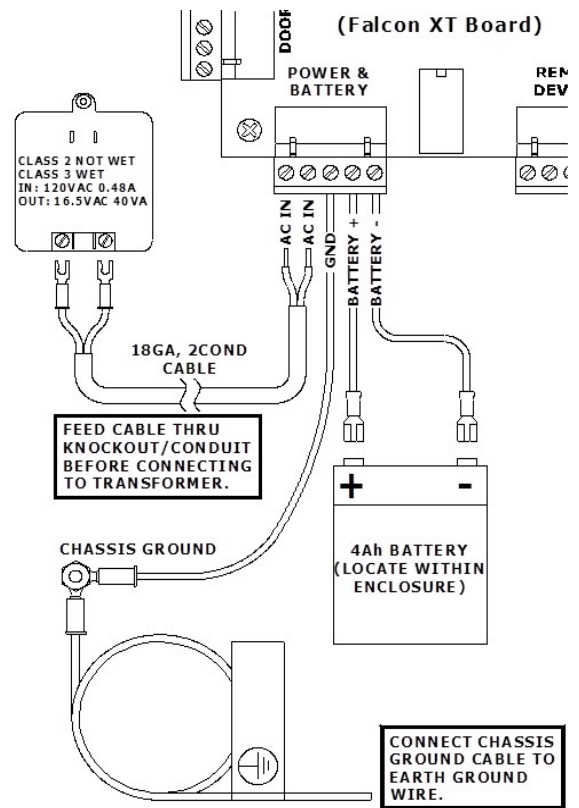 (Falcon XT Board)
DOOR
POWER &
BATTERY
REM
DEV
CLASS 2 NOT WET
CLASS 3 WET
IN: 120VAC 0.48A
OUT: 16.5VAC 40VA
AC IN
AC IN
GND
BATTERY +
BATTERY -
18GA, 2COND
CABLE
FEED CABLE THRU
KNOCKOUT/CONDUIT
BEFORE CONNECTING
TO TRANSFORMER.
+ -
4Ah BATTERY
(LOCATE WITHIN
ENCLOSURE)
CHASSIS GROUND
CONNECT CHASSIS
GROUND CABLE TO
EARTH GROUND
WIRE.